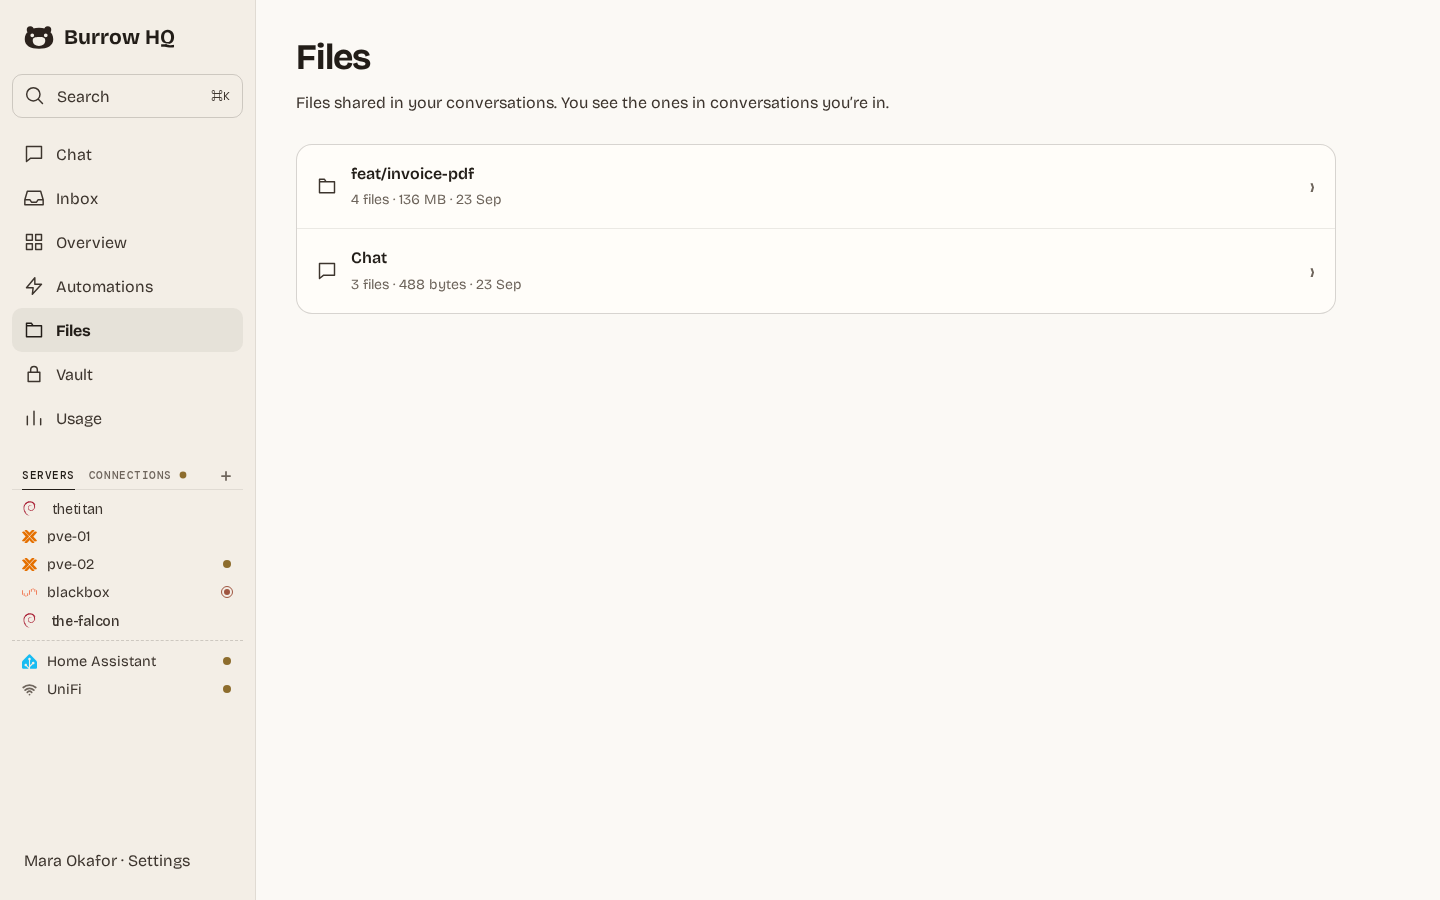 Burrow HQ
Search ⌘K
Chat
Inbox
Overview
Automations
Files
Vault
Usage
SERVERS CONNECTIONS +
thetitan
pve-01
pve-02
blackbox
the-falcon
Home Assistant
UniFi
Mara Okafor · Settings
Files
Files shared in your conversations. You see the ones in conversations you’re in.
feat/invoice-pdf
4 files · 136 MB · 23 Sep
Chat
3 files · 488 bytes · 23 Sep